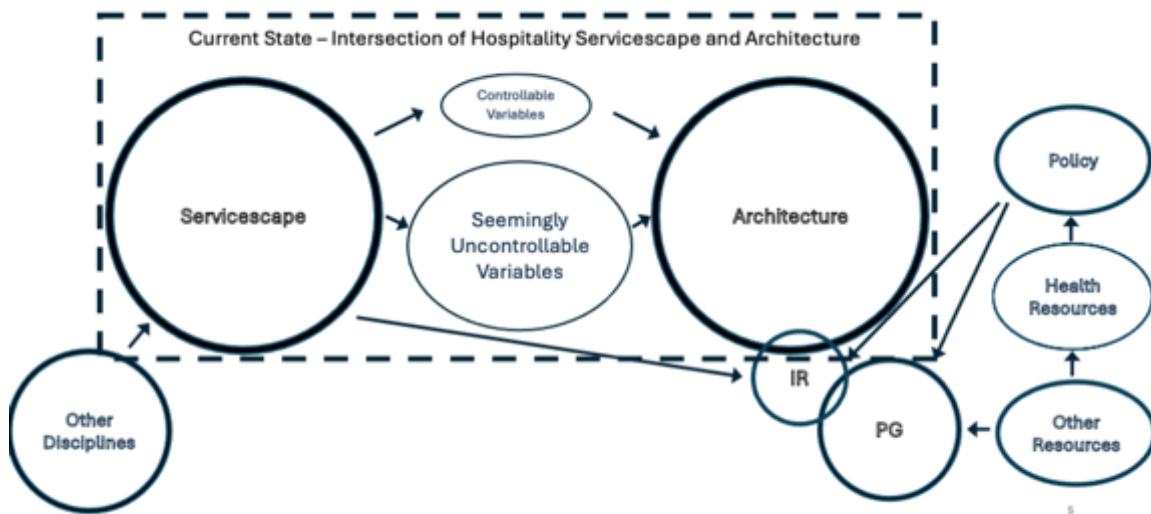 Current State – Intersection of Hospitality Servicescape and Architecture
Controllable
Variables
Policy
Servicescape
Seemingly
Uncontrollable
Variables
Architecture
Health
Resources
IR
Other
Disciplines
PG
Other
Resources
5